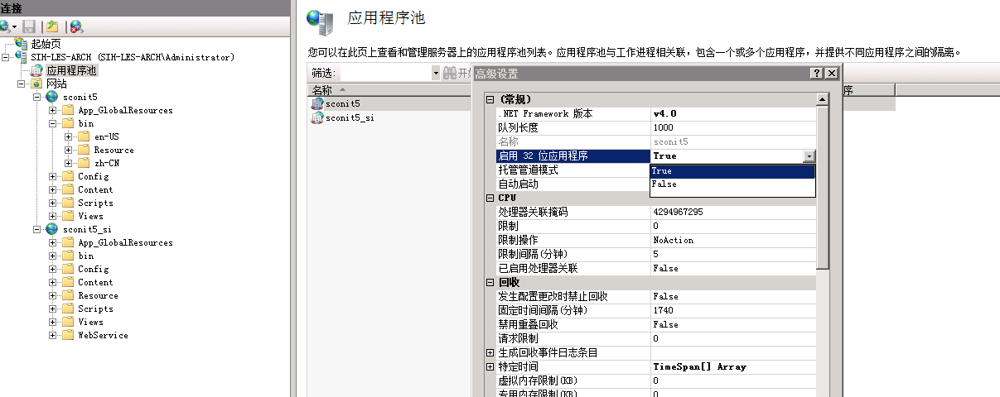 连接
起始页
SIH-LES-ARCH (SIH-LES-ARCH\Administrator)
应用程序池
网站
sconit5
App_GlobalResources
bin
en-US
Resource
zh-CN
Config
Content
Scripts
Views
sconit5_si
App_GlobalResources
bin
Config
Content
Resource
Scripts
Views
WebService
应用程序池
您可以在此页上查看和管理服务器上的应用程序池列表。应用程序池与工作进程相关联，包含一个或多个应用程序，并提供不同应用程序之间的隔离。
筛选:
名称
序
sconit5
sconit5_si
高级设置
(常规)
.NET Framework 版本 v4.0
队列长度 1000
名称 sconit5
启用 32 位应用程序 True
托管管道模式 True
自动启动 False
CPU
处理器关联掩码 4294967295
限制 0
限制操作 NoAction
限制间隔(分钟) 5
已启用处理器关联 False
回收
发生配置更改时禁止回收 False
固定时间间隔(分钟) 1740
禁用重叠回收 False
请求限制 0
生成回收事件日志条目
特定时间 TimeSpan[] Array
虚拟内存限制(KB) 0
专用内存限制(KB) 0